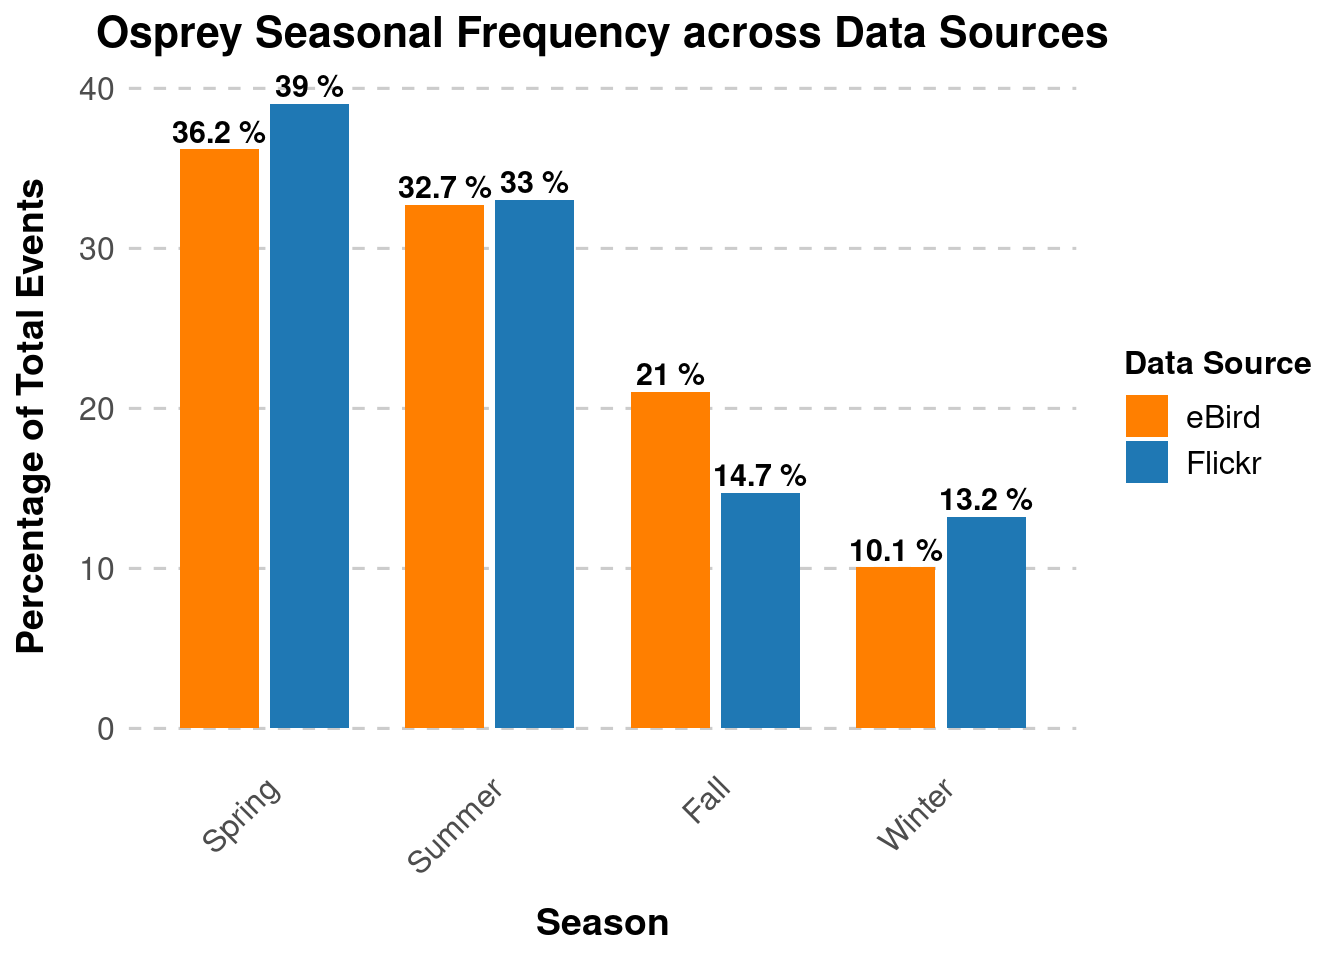 Osprey Seasonal Frequency across Data Sources
Percentage of Total Events
40
30
20
10
0
36.2 %
39 %
32.7 %
33 %
21 %
14.7 %
10.1 %
13.2 %
Spring
Summer
Fall
Winter
Season
Data Source
eBird
Flickr